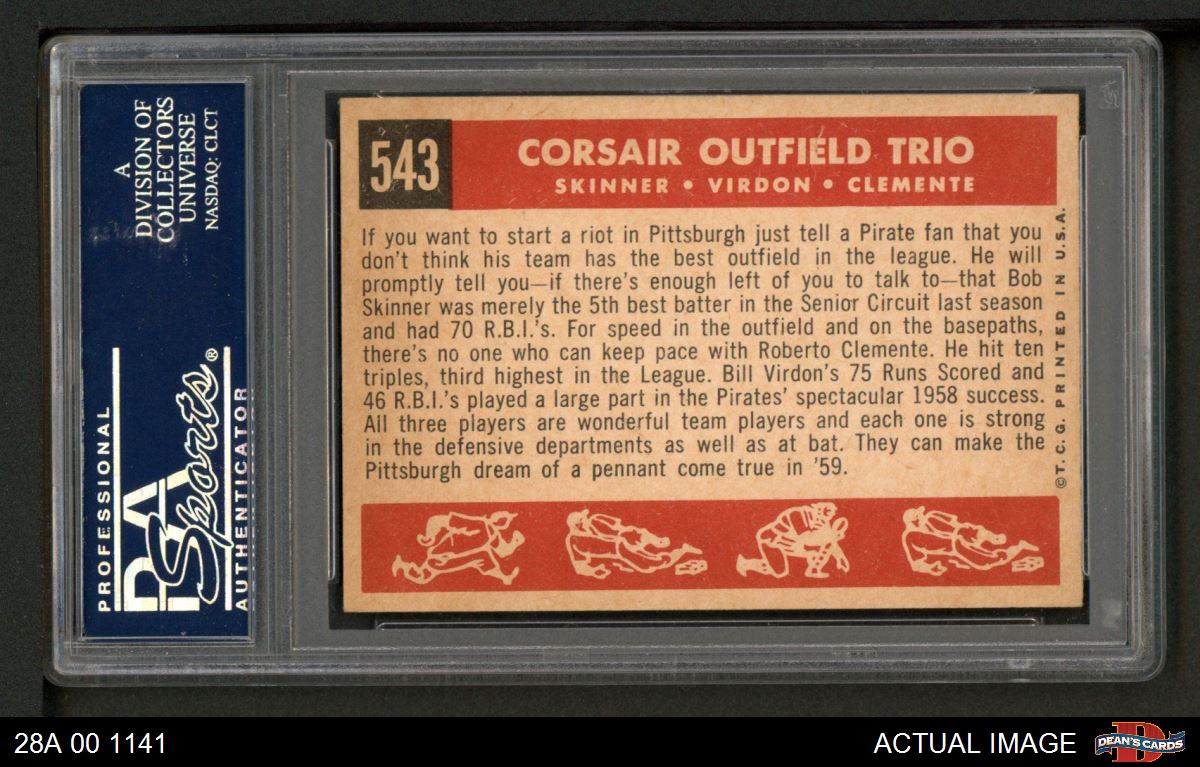 A
DIVISION OF
COLLECTORS
UNIVERSE
NASDAQ: CLCT
PROFESSIONAL
PSA
Sports®
AUTHENTICATOR
543
CORSAIR OUTFIELD TRIO
SKINNER • VIRDON • CLEMENTE
If you want to start a riot in Pittsburgh just tell a Pirate fan that you
don't think his team has the best outfield in the league. He will
promptly tell you—if there's enough left of you to talk to—that Bob
Skinner was merely the 5th best batter in the Senior Circuit last season
and had 70 R.B.I.'s. For speed in the outfield and on the basepaths,
there's no one who can keep pace with Roberto Clemente. He hit ten
triples, third highest in the League. Bill Virdon's 75 Runs Scored and
46 R.B.I.'s played a large part in the Pirates' spectacular 1958 success.
All three players are wonderful team players and each one is strong
in the defensive departments as well as at bat. They can make the
Pittsburgh dream of a pennant come true in '59.
©T. C. G. PRINTED IN U.S.A.
28A 00 1141
ACTUAL IMAGE
D
DEAN'S CARDS